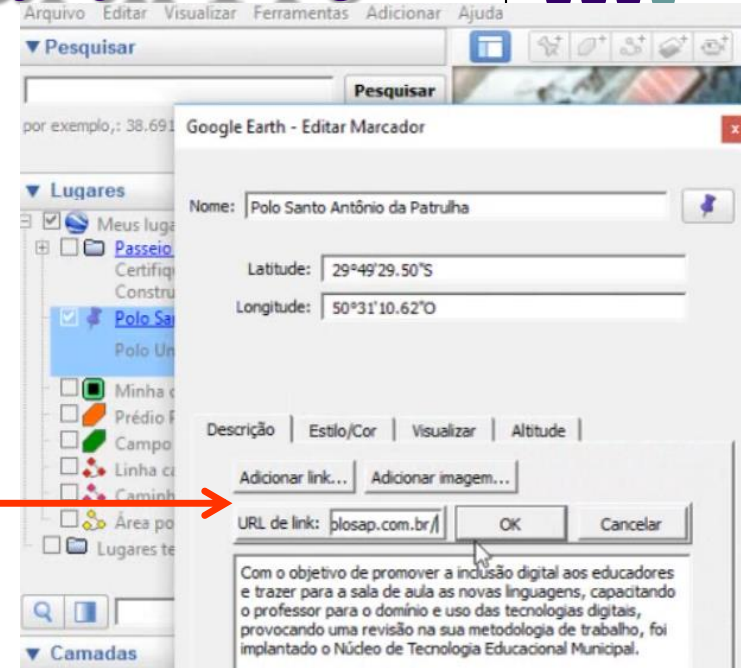 Arquivo Editar Visualizar Ferramentas Adicionar Ajuda
▼ Pesquisar
Pesquisar
por exemplo,: 38.691
Google Earth - Editar Marcador
x
▼ Lugares
Nome: Polo Santo Antônio da Patrulha
Meus luga
Passeio
Certifiq
Constru
Latitude: 29°49'29.50"S
Longitude: 50°31'10.62"O
Polo Sa
Polo Un
Minha c
Prédio P
Campo
Linha ca
Caminh
Área po
Lugares te
Descrição Estilo/Cor Visualizar Altitude
Adicionar link... Adicionar imagem...
URL de link: olosap.com.br/ OK Cancelar
Com o objetivo de promover a inclusão digital aos educadores
e trazer para a sala de aula as novas linguagens, capacitando
o professor para o domínio e uso das tecnologias digitais,
provocando uma revisão na sua metodologia de trabalho, foi
implantado o Núcleo de Tecnologia Educacional Municipal.
▼ Camadas